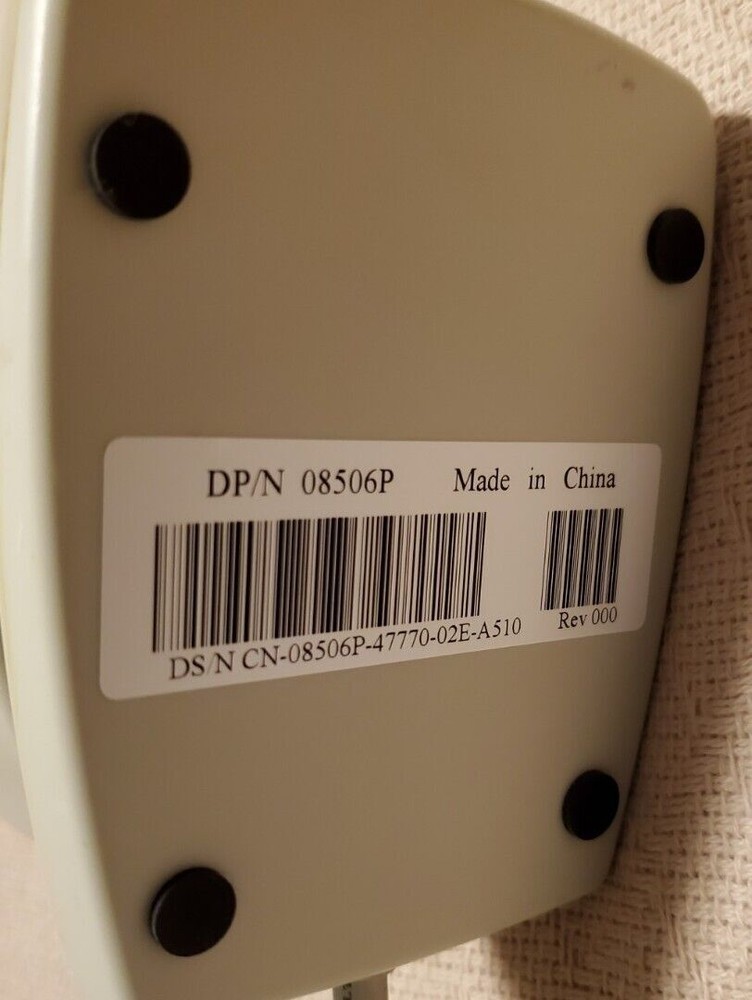 DP/N 08506P Made in China
DS/N CN-08506P-47770-02E-A510 Rev 000